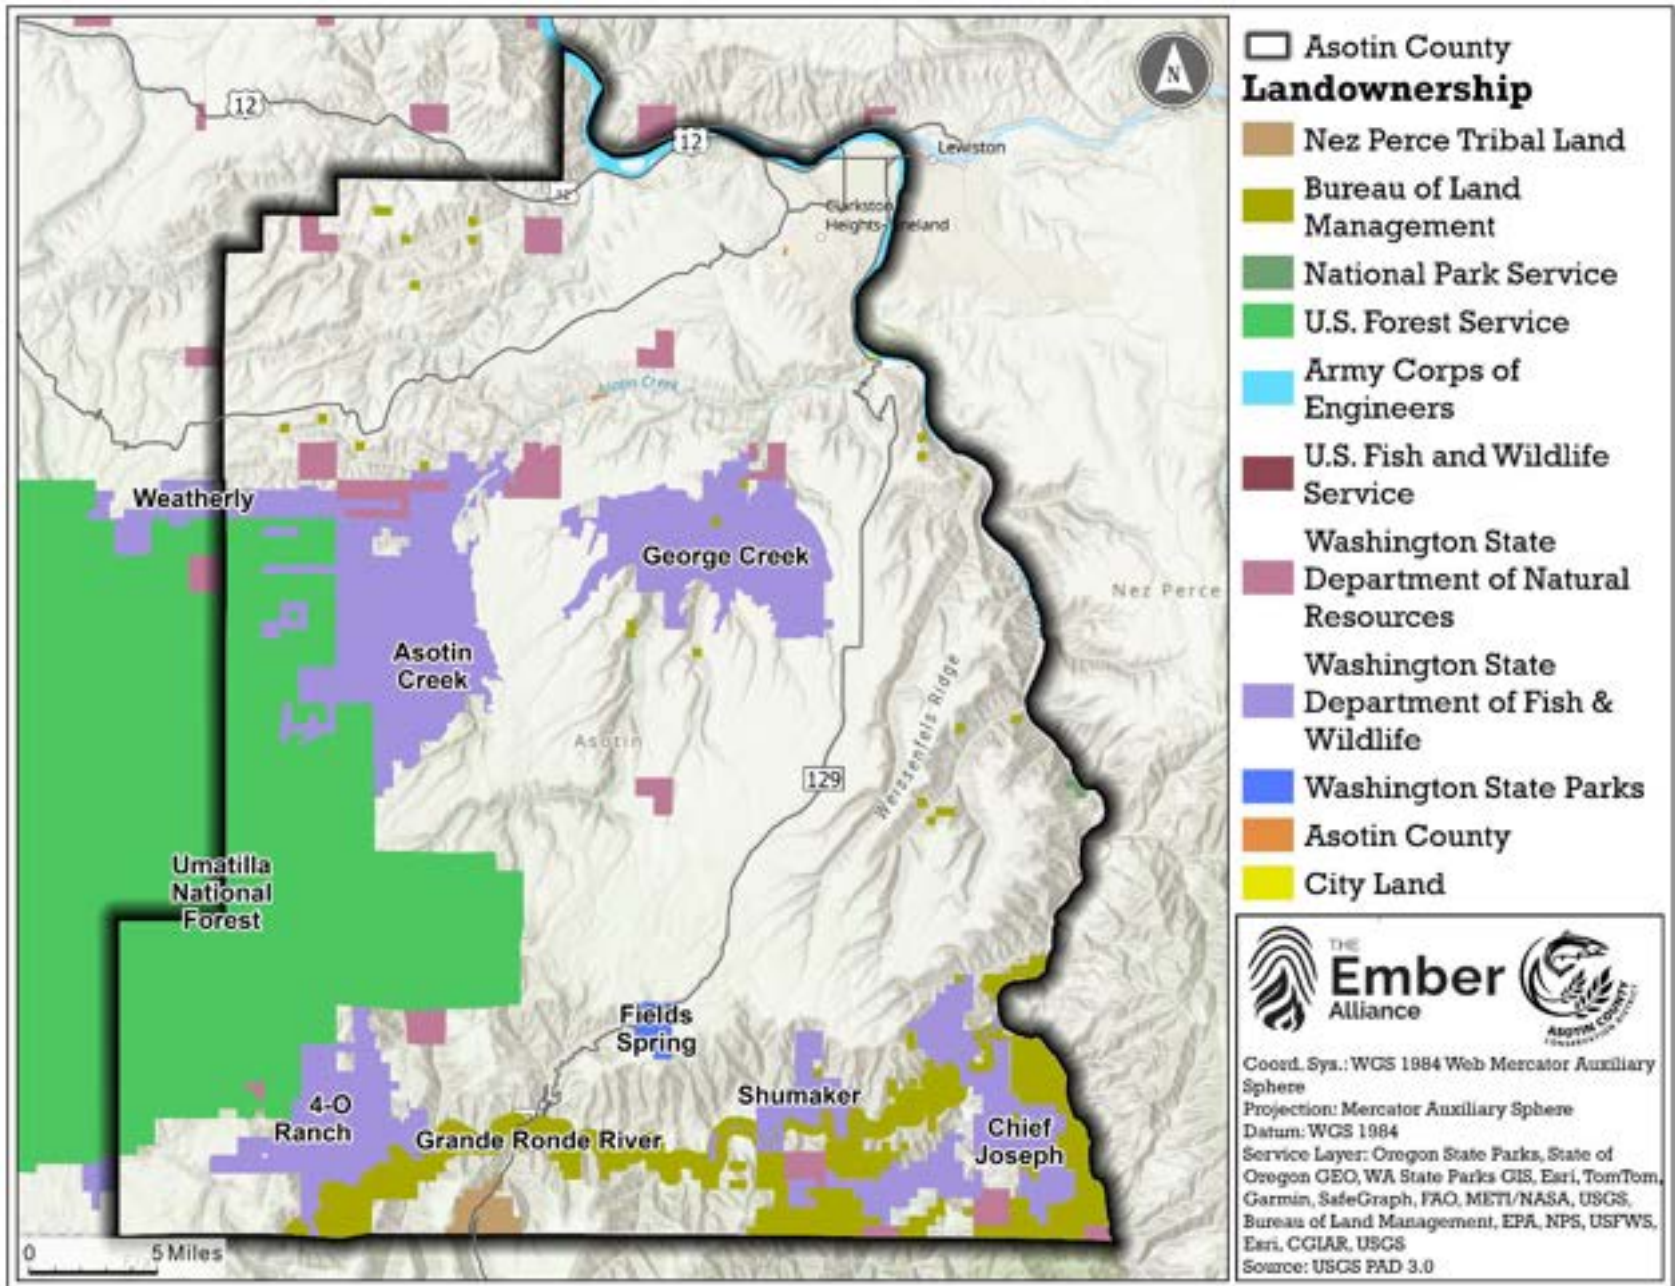 12
12
N
Lewiston
Clarkston
Heights-
Asotin Creek
Weatherly
George Creek
Nez Perce
Asotin
Creek
Weissenfels Ridge
Asotin
129
Umatilla
National
Forest
Fields
Spring
Shumaker
4-O
Ranch
Grande Ronde River
Chief
Joseph
0 5 Miles
Asotin County
Landownership
Nez Perce Tribal Land
Bureau of Land
Management
National Park Service
U.S. Forest Service
Army Corps of
Engineers
U.S. Fish and Wildlife
Service
Washington State
Department of Natural
Resources
Washington State
Department of Fish &
Wildlife
Washington State Parks
Asotin County
City Land
THE
Ember
Alliance
ASOTIN COUNTY
CONSERVATION DISTRICT
Coord. Sys.: WGS 1984 Web Mercator Auxiliary
Sphere
Projection: Mercator Auxiliary Sphere
Datum: WGS 1984
Service Layer: Oregon State Parks, State of
Oregon GEO, WA State Parks GIS, Esri, TomTom,
Garmin, SafeGraph, FAO, METI/NASA, USGS,
Bureau of Land Management, EPA, NPS, USFWS,
Esri, CGIAR, USGS
Source: USGS PAD 3.0